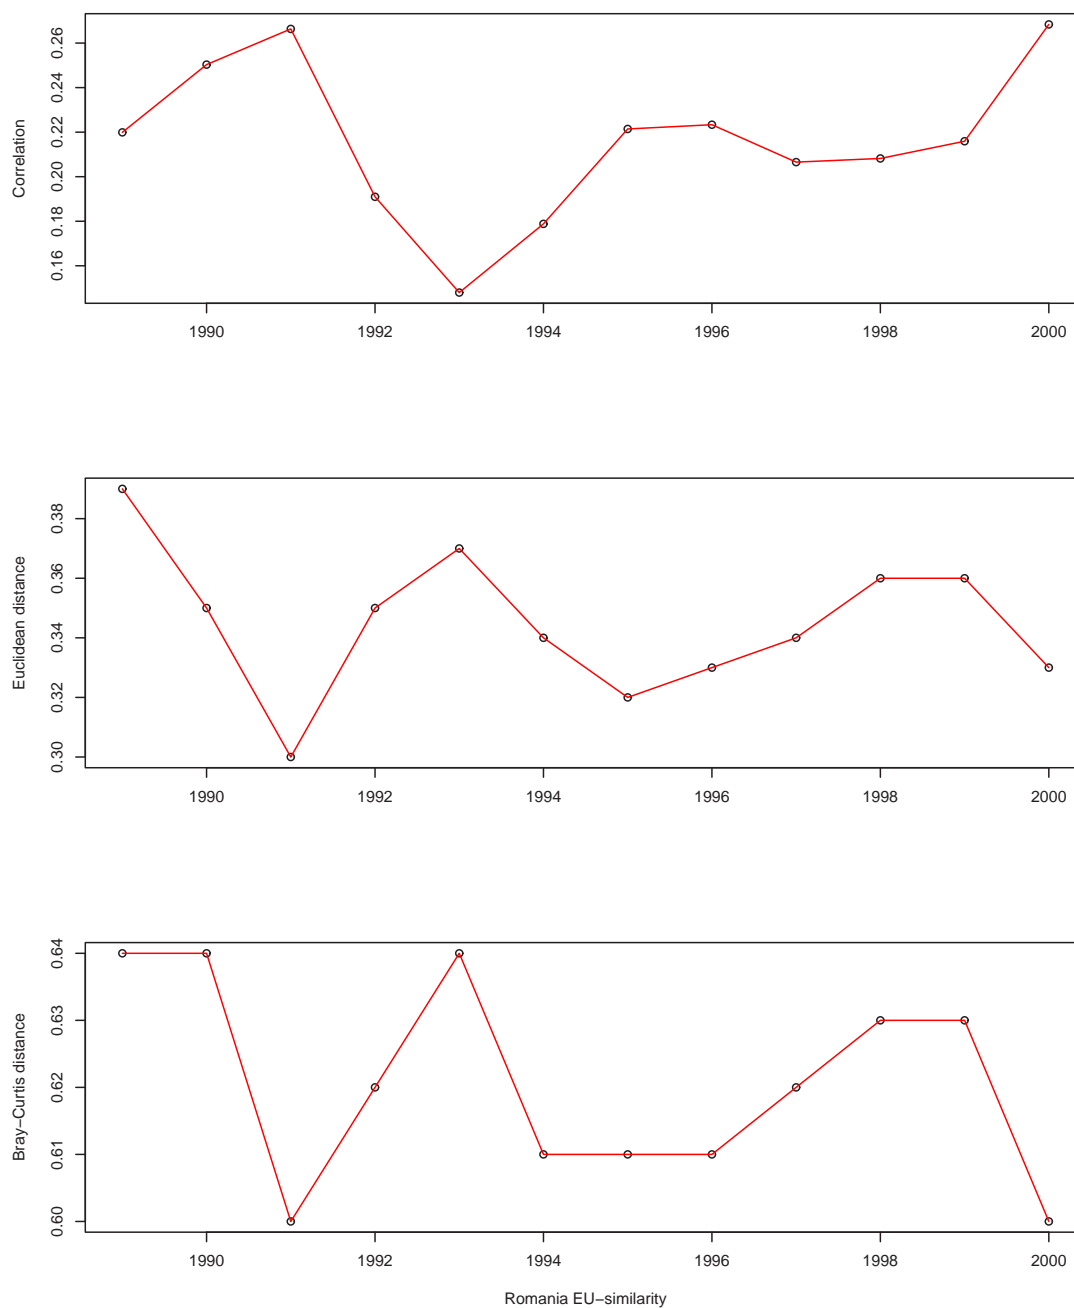 Correlation
0.26
0.24
0.22
0.20
0.18
0.16
1990 1992 1994 1996 1998 2000
Euclidean distance
0.38
0.36
0.34
0.32
0.30
1990 1992 1994 1996 1998 2000
Bray−Curtis distance
0.64
0.63
0.62
0.61
0.60
1990 1992 1994 1996 1998 2000
Romania EU−similarity